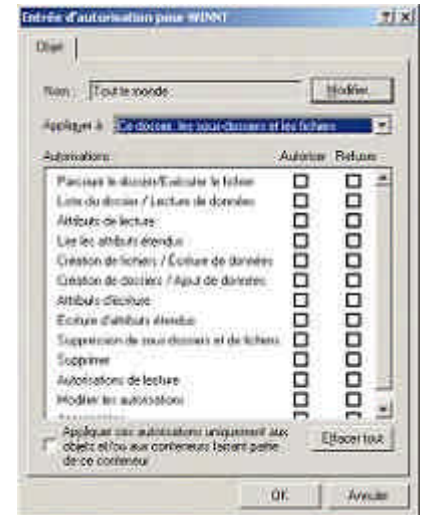 Entrée d'autorisation pour WINNT
Objet
Nom : Tout le monde Modifier...
Appliquer à : Ce dossier, les sous-dossiers et les fichiers
Autorisations : Autoriser Refuser
Parcourir le dossier/Exécuter le fichier
Liste du dossier / Lecture de données
Attributs de lecture
Lire les attributs étendus
Création de fichiers / Écriture de données
Création de dossiers / Ajout de données
Attributs d'écriture
Écriture d'attributs étendus
Suppression de sous-dossiers et de fichiers
Supprimer
Autorisations de lecture
Modifier les autorisations
Appliquer ces autorisations uniquement aux
objets et/ou aux conteneurs faisant partie
de ce conteneur
Effacer tout
OK Annuler